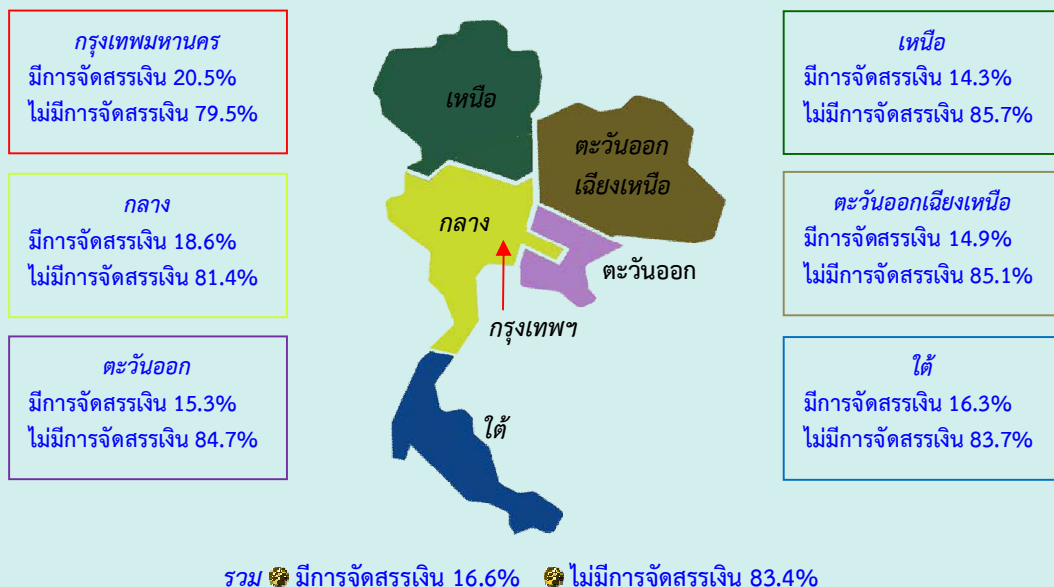 กรุงเทพมหานคร
มีการจัดสรรเงิน 20.5%
ไม่มีการจัดสรรเงิน 79.5%
กลาง
มีการจัดสรรเงิน 18.6%
ไม่มีการจัดสรรเงิน 81.4%
ตะวันออก
มีการจัดสรรเงิน 15.3%
ไม่มีการจัดสรรเงิน 84.7%
เหนือ
ตะวันออก
เฉียงเหนือ
กลาง
ตะวันออก
กรุงเทพฯ
ใต้
เหนือ
มีการจัดสรรเงิน 14.3%
ไม่มีการจัดสรรเงิน 85.7%
ตะวันออกเฉียงเหนือ
มีการจัดสรรเงิน 14.9%
ไม่มีการจัดสรรเงิน 85.1%
ใต้
มีการจัดสรรเงิน 16.3%
ไม่มีการจัดสรรเงิน 83.7%
รวม มีการจัดสรรเงิน 16.6% ไม่มีการจัดสรรเงิน 83.4%